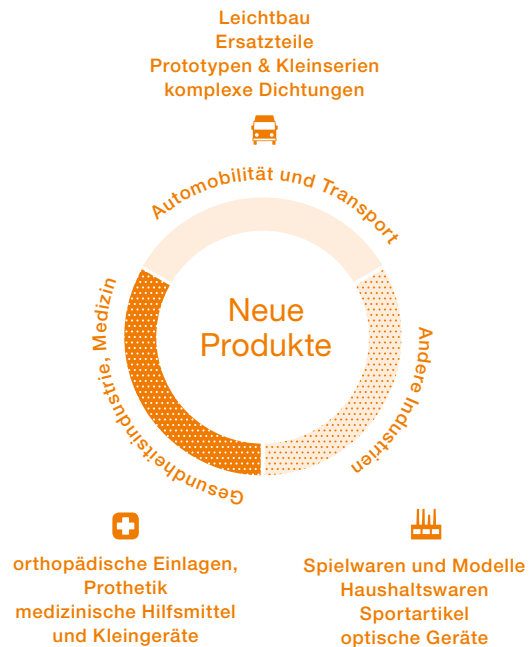 Leichtbau
Ersatzteile
Prototypen & Kleinserien
komplexe Dichtungen
Automobilität und Transport
Neue
Produkte
Gesundheitsindustrie, Medizin
Andere Industrien
orthopädische Einlagen,
Prothetik
medizinische Hilfsmittel
und Kleingeräte
Spielwaren und Modelle
Haushaltswaren
Sportartikel
optische Geräte